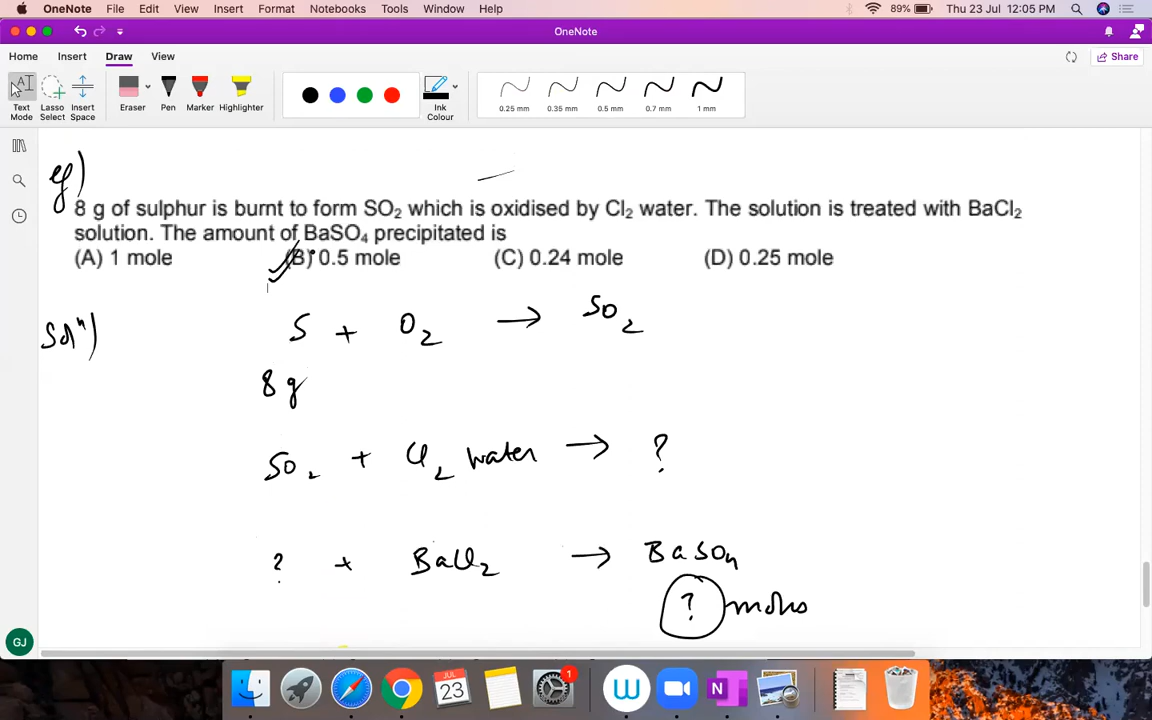 OneNote File Edit View Insert Format Notebooks Tools Window Help 89% Thu 23 Jul 12:05 PM
OneNote
Home Insert Draw View Share
Text Mode Lasso Select Insert Space Eraser Pen Marker Highlighter Ink Colour 0.25 mm 0.35 mm 0.5 mm 0.7 mm 1 mm
eg)
8 g of sulphur is burnt to form SO₂ which is oxidised by Cl₂ water. The solution is treated with BaCl₂
solution. The amount of BaSO₄ precipitated is
(A) 1 mole (B) 0.5 mole (C) 0.24 mole (D) 0.25 mole
Solⁿ) S + O₂ → SO₂
8 g
SO₂ + Cl₂ water → ?
? + BaCl₂ → BaSO₄
? moles
GJ
JUL 23 1 W N